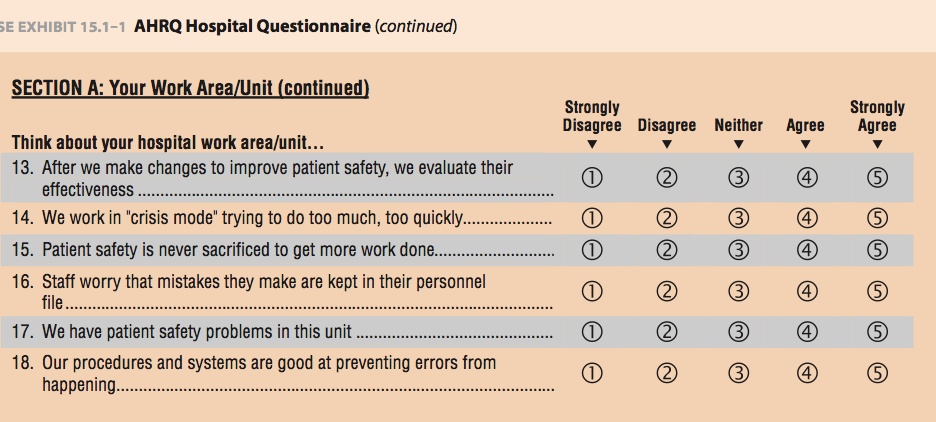 SE EXHIBIT 15.1–1 AHRQ Hospital Questionnaire (continued)
SECTION A: Your Work Area/Unit (continued)
Think about your hospital work area/unit...
Strongly Disagree Disagree Neither Agree Strongly Agree
13. After we make changes to improve patient safety, we evaluate their
effectiveness ① ② ③ ④ ⑤
14. We work in "crisis mode" trying to do too much, too quickly ① ② ③ ④ ⑤
15. Patient safety is never sacrificed to get more work done ① ② ③ ④ ⑤
16. Staff worry that mistakes they make are kept in their personnel
file ① ② ③ ④ ⑤
17. We have patient safety problems in this unit ① ② ③ ④ ⑤
18. Our procedures and systems are good at preventing errors from
happening ① ② ③ ④ ⑤